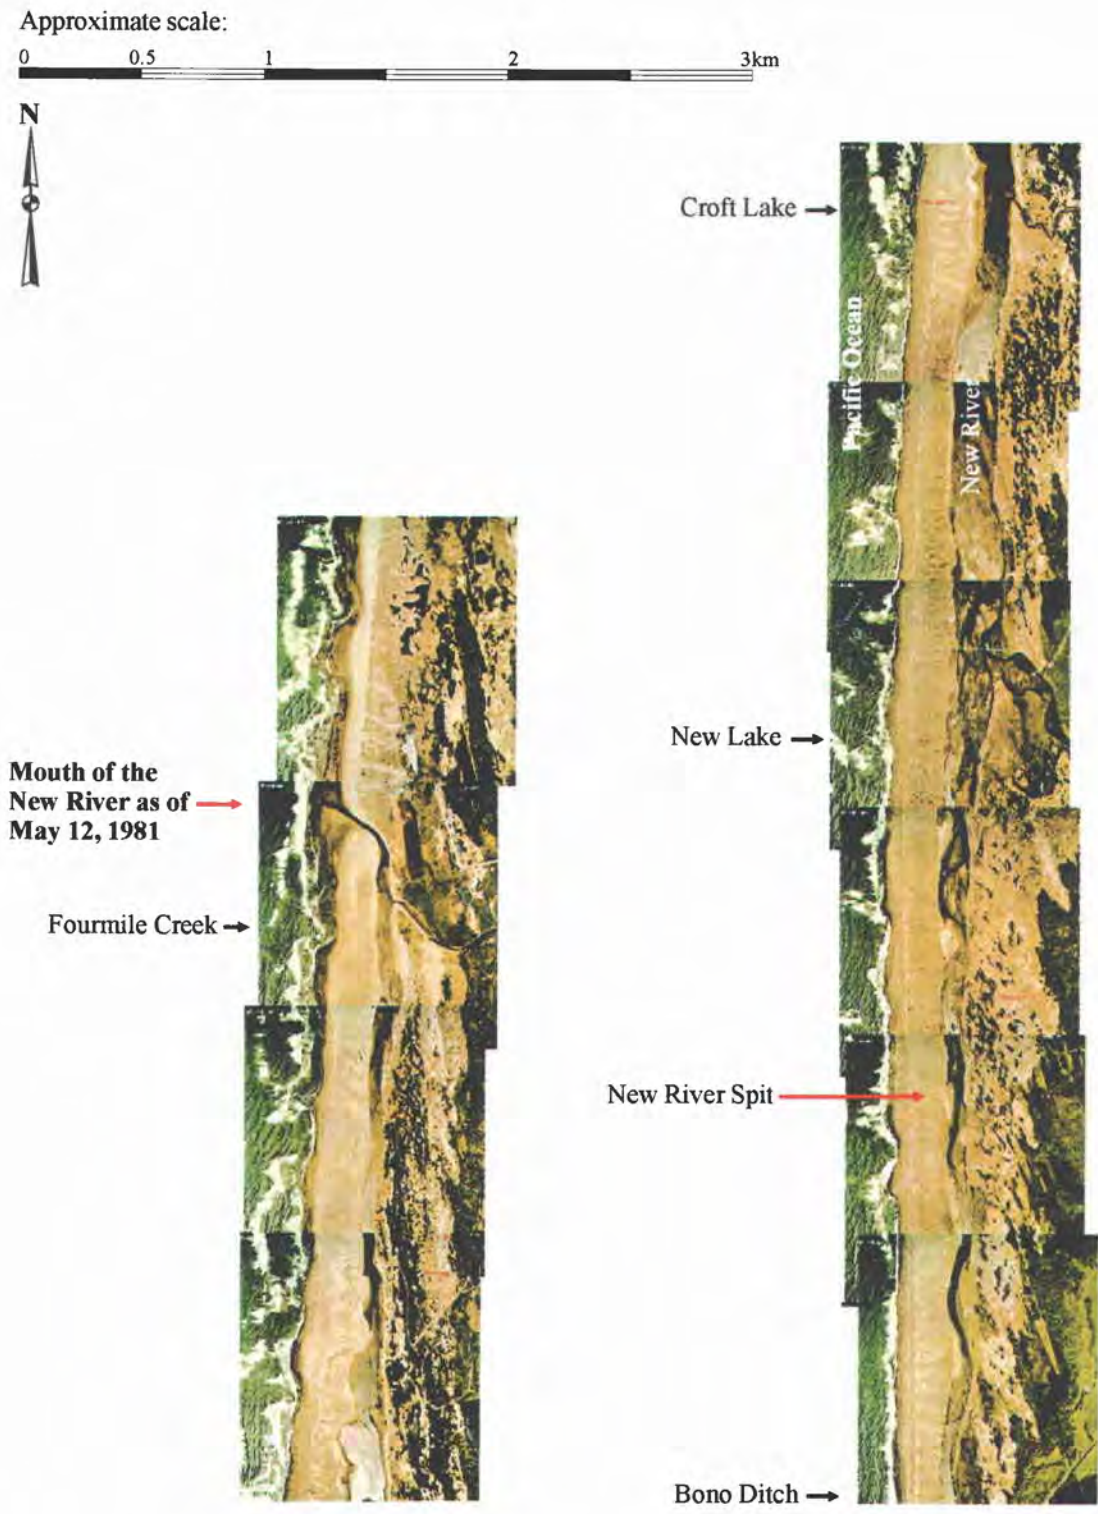 Approximate scale:
0 0.5 1 2 3km
N
Croft Lake
Pacific Ocean
New River
Mouth of the
New River as of
May 12, 1981
New Lake
Fourmile Creek
New River Spit
Bono Ditch